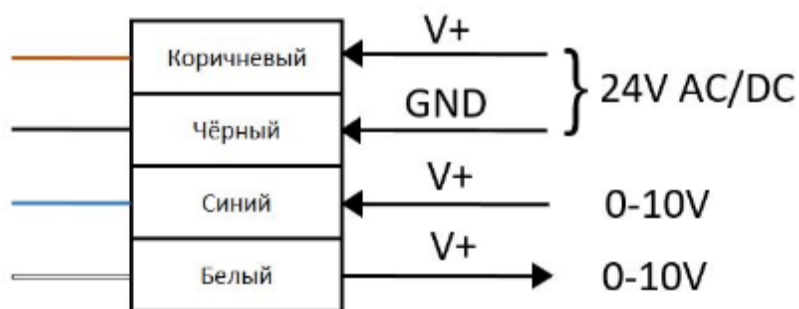 Коричневый V+
Чёрный GND
24V AC/DC
Синий V+ 0-10V
Белый V+ 0-10V